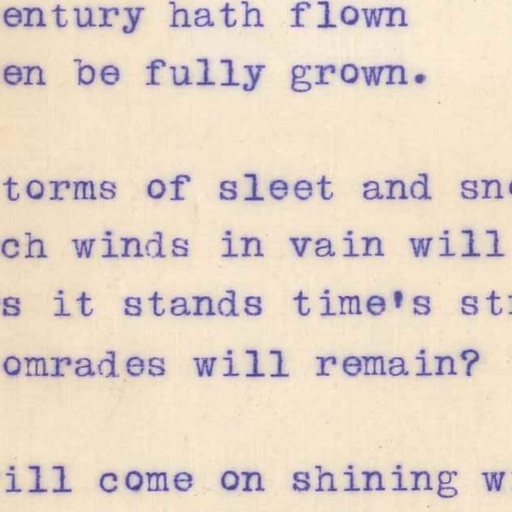 entury hath flown
en be fully grown.
torms of sleet and sn
ch winds in vain will
s it stands time's st
omrades will remain?
ill come on shining w